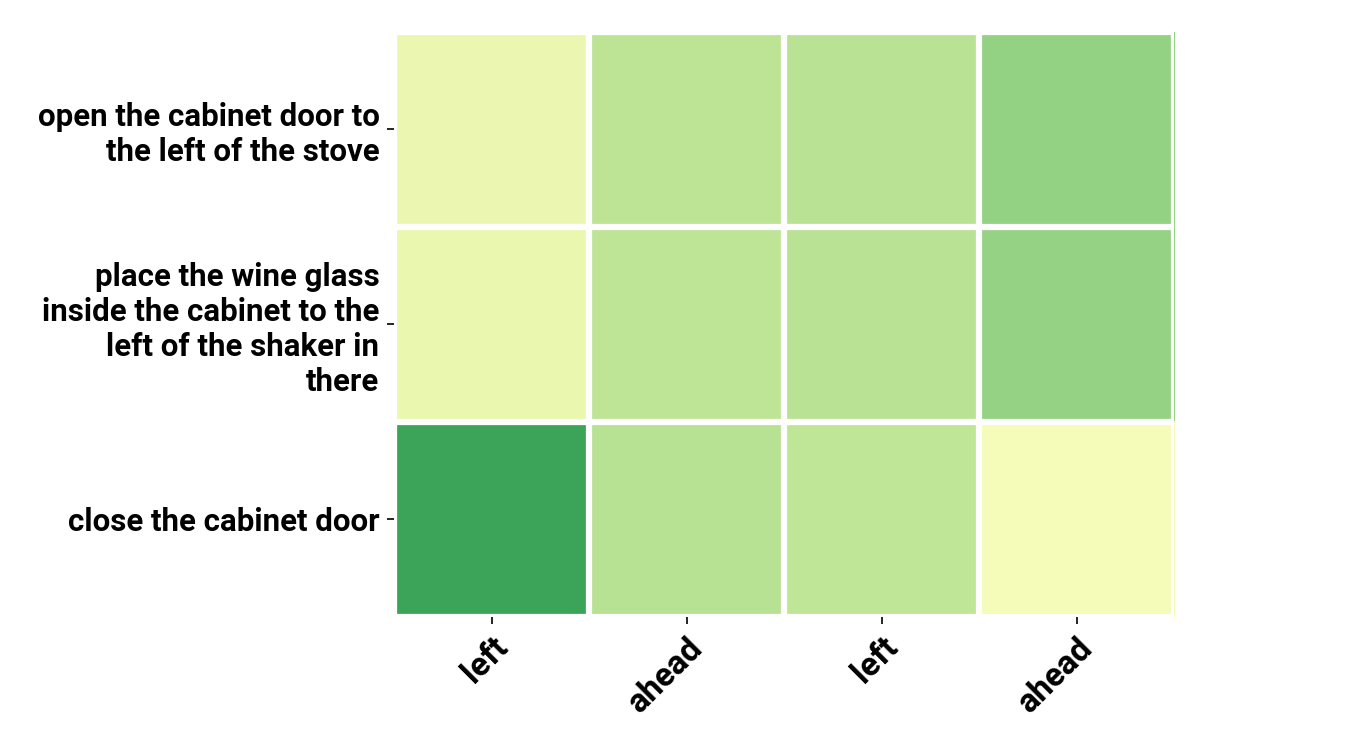 open the cabinet door to
the left of the stove
place the wine glass
inside the cabinet to the
left of the shaker in
there
close the cabinet door
left
ahead
left
ahead